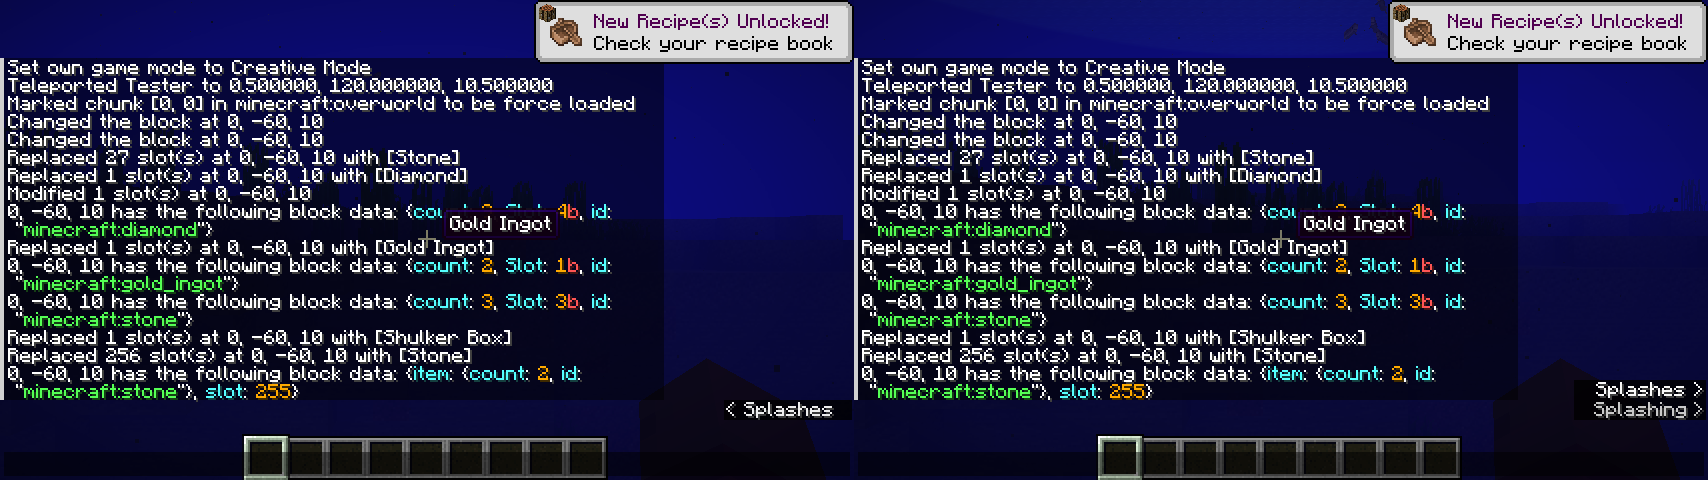 New Recipe(s) Unlocked!
Check your recipe book
Set own game mode to Creative Mode
Teleported Tester to 0.500000, 120.000000, 10.500000
Marked chunk [0, 0] in minecraft:overworld to be force loaded
Changed the block at 0, -60, 10
Changed the block at 0, -60, 10
Replaced 27 slot(s) at 0, -60, 10 with [Stone]
Replaced 1 slot(s) at 0, -60, 10 with [Diamond]
Modified 1 slot(s) at 0, -60, 10
0, -60, 10 has the following block data: {cou 4b, id:
"minecraft:diamond"}
Gold Ingot
Replaced 1 slot(s) at 0, -60, 10 with [Gold Ingot]
0, -60, 10 has the following block data: {count: 2, Slot: 1b, id:
"minecraft:gold_ingot"}
0, -60, 10 has the following block data: {count: 3, Slot: 3b, id:
"minecraft:stone"}
Replaced 1 slot(s) at 0, -60, 10 with [Shulker Box]
Replaced 256 slot(s) at 0, -60, 10 with [Stone]
0, -60, 10 has the following block data: {item: {count: 2, id:
"minecraft:stone"}, slot: 255}
< Splashes
New Recipe(s) Unlocked!
Check your recipe book
Set own game mode to Creative Mode
Teleported Tester to 0.500000, 120.000000, 10.500000
Marked chunk [0, 0] in minecraft:overworld to be force loaded
Changed the block at 0, -60, 10
Changed the block at 0, -60, 10
Replaced 27 slot(s) at 0, -60, 10 with [Stone]
Replaced 1 slot(s) at 0, -60, 10 with [Diamond]
Modified 1 slot(s) at 0, -60, 10
0, -60, 10 has the following block data: {cou 4b, id:
"minecraft:diamond"}
Gold Ingot
Replaced 1 slot(s) at 0, -60, 10 with [Gold Ingot]
0, -60, 10 has the following block data: {count: 2, Slot: 1b, id:
"minecraft:gold_ingot"}
0, -60, 10 has the following block data: {count: 3, Slot: 3b, id:
"minecraft:stone"}
Replaced 1 slot(s) at 0, -60, 10 with [Shulker Box]
Replaced 256 slot(s) at 0, -60, 10 with [Stone]
0, -60, 10 has the following block data: {item: {count: 2, id:
"minecraft:stone"}, slot: 255}
Splashes >
Splashing >